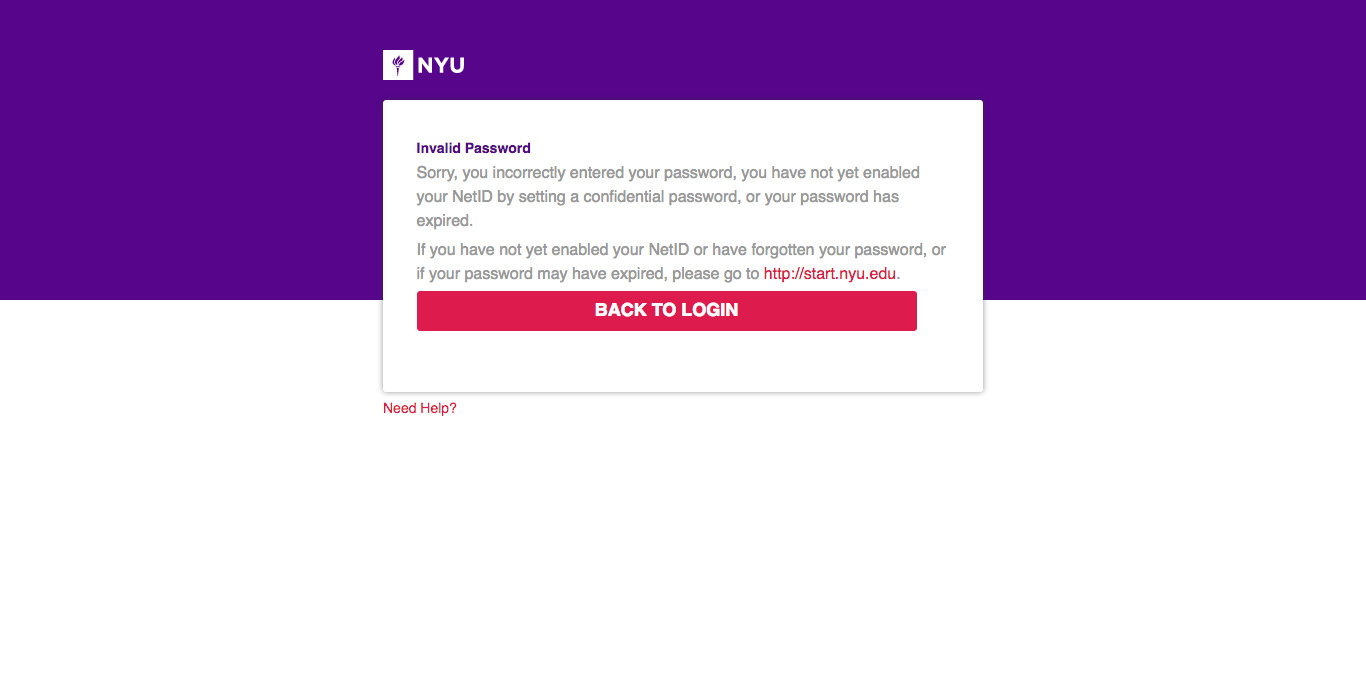 NYU
Invalid Password
Sorry, you incorrectly entered your password, you have not yet enabled
your NetID by setting a confidential password, or your password has
expired.
If you have not yet enabled your NetID or have forgotten your password, or
if your password may have expired, please go to http://start.nyu.edu.
BACK TO LOGIN
Need Help?